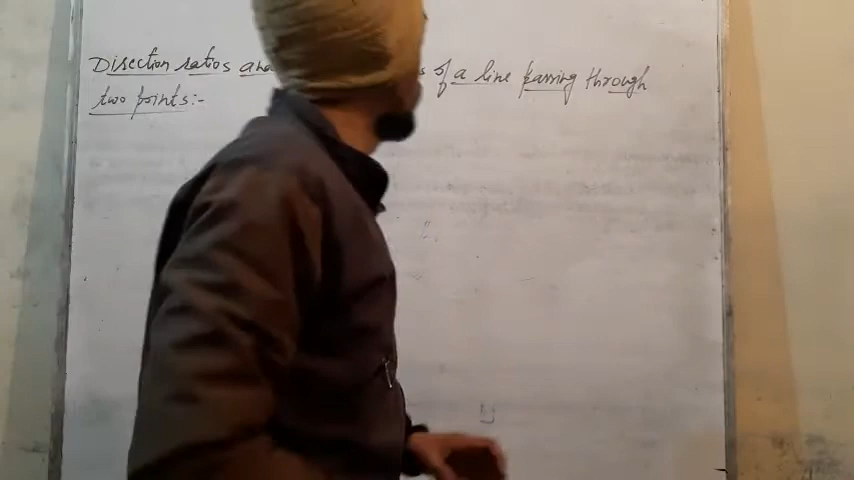 Direction ratios and of a line passing through
two points:-